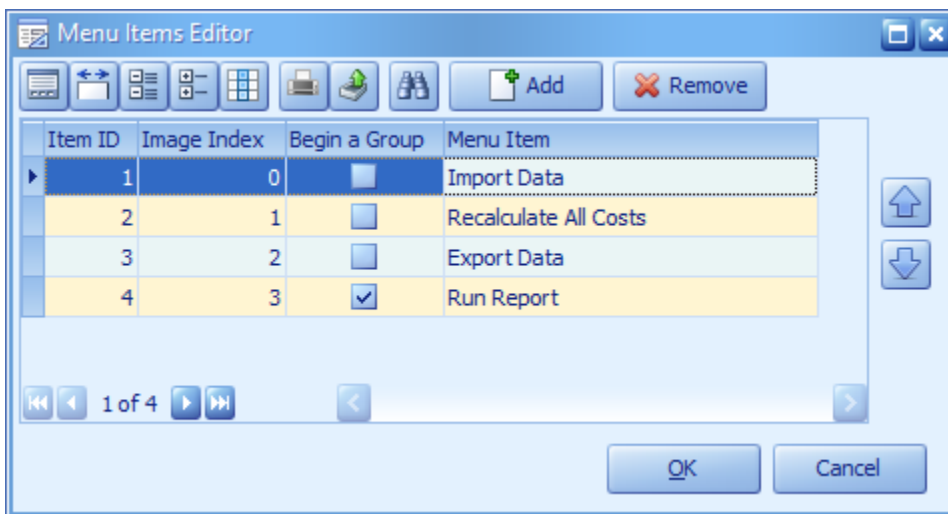 Menu Items Editor
Add Remove
Item ID Image Index Begin a Group Menu Item
1 0 Import Data
2 1 Recalculate All Costs
3 2 Export Data
4 3 Run Report
1 of 4
OK Cancel